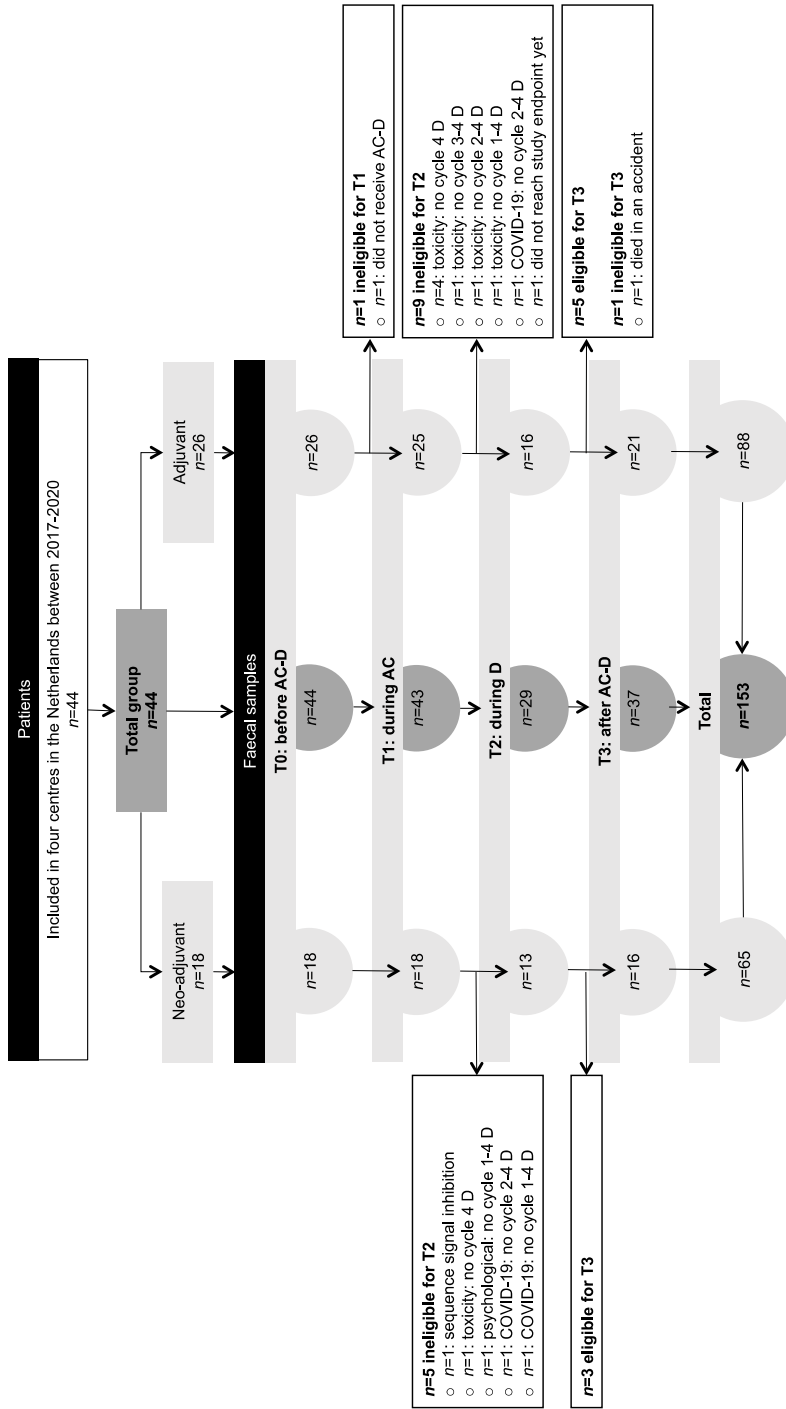 Patients
Included in four centres in the Netherlands between 2017-2020
n=44
Total group
n=44
Neo-adjuvant
n=18
Adjuvant
n=26
Faecal samples
T0: before AC-D
n=18
n=44
n=26
n=1 ineligible for T1
○ n=1: did not receive AC-D
T1: during AC
n=18
n=43
n=25
n=5 ineligible for T2
○ n=1: sequence signal inhibition
○ n=1: toxicity: no cycle 4 D
○ n=1: psychological: no cycle 1-4 D
○ n=1: COVID-19: no cycle 2-4 D
○ n=1: COVID-19: no cycle 1-4 D
n=9 ineligible for T2
○ n=4: toxicity: no cycle 4 D
○ n=1: toxicity: no cycle 3-4 D
○ n=1: toxicity: no cycle 2-4 D
○ n=1: toxicity: no cycle 1-4 D
○ n=1: COVID-19: no cycle 2-4 D
○ n=1: did not reach study endpoint yet
T2: during D
n=13
n=29
n=16
n=3 eligible for T3
n=5 eligible for T3
n=1 ineligible for T3
○ n=1: died in an accident
T3: after AC-D
n=16
n=37
n=21
Total
n=65
n=153
n=88